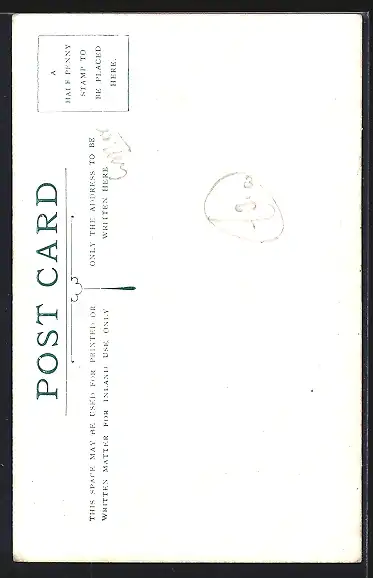 POST CARD
A
HALF PENNY
STAMP TO
BE PLACED
HERE.
THIS SPACE MAY BE USED FOR PRINTED OR
WRITTEN MATTER FOR INLAND USE ONLY
ONLY THE ADDRESS TO BE
WRITTEN HERE